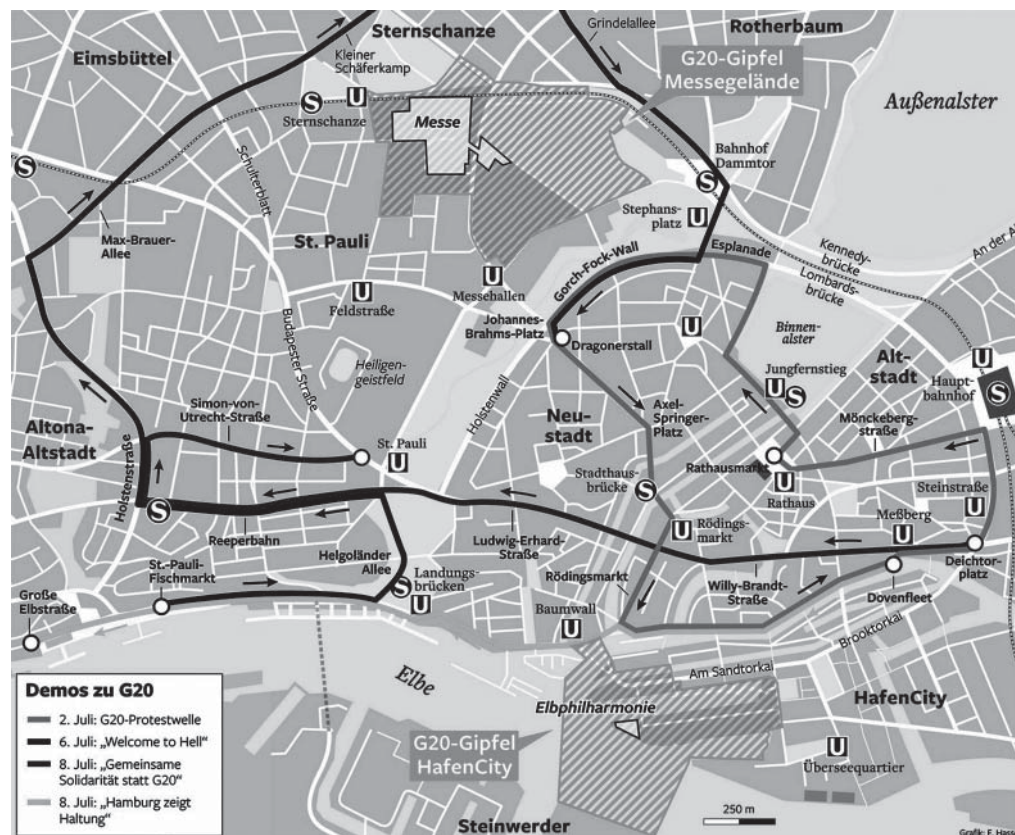 Eimsbüttel
Sternschanze
Kleiner
Schäferkamp
Grindelallee
Rotherbaum
G20-Gipfel
Messegelände
Außenalster
S
U
Sternschanze
Messe
S
Schulterblatt
Bahnhof
Dammtor
S
Max-Brauer-
Allee
St. Pauli
Stephans-
platz
U
Kennedy-
brücke
An der A
Gorch-Fock-Wall
Esplanade
Lombards-
brücke
U
Feldstraße
U
Messehallen
Johannes-
Brahms-Platz
Dragonerstall
U
Binnen-
alster
Budapester Straße
Heiligen-
geistfeld
Holstenwall
Jungfernstieg
U
S
Alt-
stadt
U
Haupt-
bahnhof
S
Simon-von-
Utrecht-Straße
Neu-
stadt
Axel-
Springer-
Platz
Mönckeberg-
straße
Altona-
Altstadt
St. Pauli
U
Rathausmarkt
Holstenstraße
Stadthaus-
brücke
S
U
Rathaus
Steinstraße
U
S
Reeperbahn
Meßberg
U
U
Rödings-
markt
Ludwig-Erhard-
Straße
Helgoländer
Allee
Deichtor-
platz
St.-Pauli-
Fischmarkt
S
Landungs-
brücken
U
Rödingsmarkt
Willy-Brandt-
Straße
Dovenfleet
Große
Elbstraße
Baumwall
U
Brooktorkai
Am Sandtorkai
Elbe
HafenCity
Elbphilharmonie
G20-Gipfel
HafenCity
U
Überseequartier
Demos zu G20
2. Juli: G20-Protestwelle
6. Juli: „Welcome to Hell“
8. Juli: „Gemeinsame
Solidarität statt G20“
8. Juli: „Hamburg zeigt
Haltung“
Steinwerder
250 m
Grafik: F. Hass